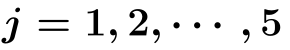 j = 1, 2, · · · , 5